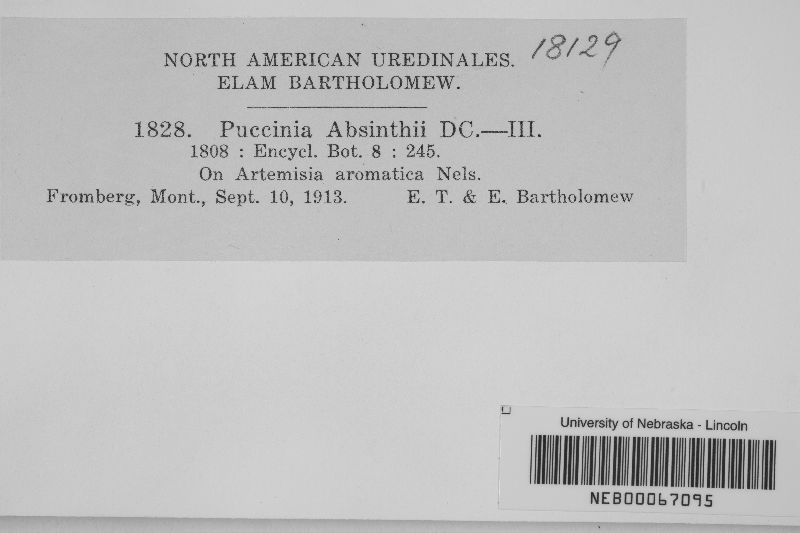 NORTH AMERICAN UREDINALES. 18129
ELAM BARTHOLOMEW.
1828. Puccinia Absinthii DC.—III.
1808 : Encycl. Bot. 8 : 245.
On Artemisia aromatica Nels.
Fromberg, Mont., Sept. 10, 1913. E. T. & E. Bartholomew
University of Nebraska - Lincoln
NEB00067095